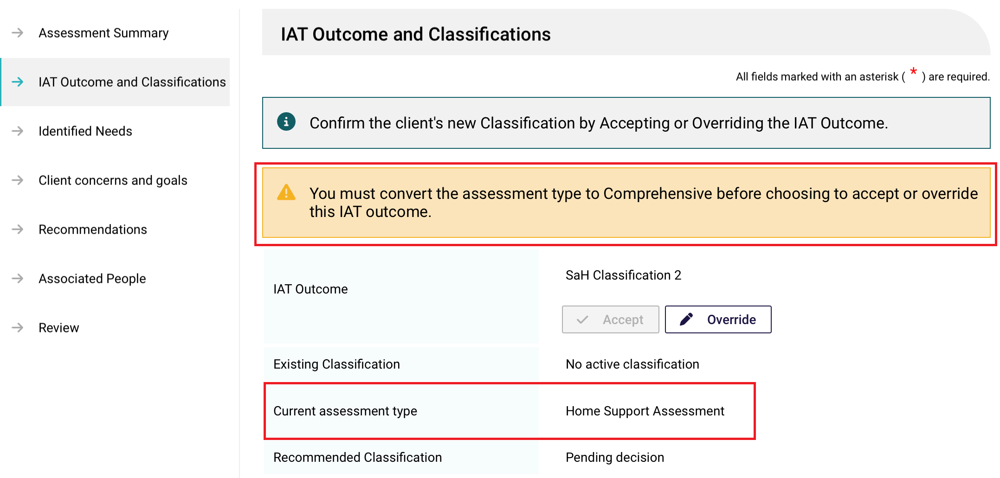 Assessment Summary
IAT Outcome and Classifications
Identified Needs
Client concerns and goals
Recommendations
Associated People
Review
IAT Outcome and Classifications
All fields marked with an asterisk ( * ) are required.
Confirm the client's new Classification by Accepting or Overriding the IAT Outcome.
You must convert the assessment type to Comprehensive before choosing to accept or override
this IAT outcome.
IAT Outcome
SaH Classification 2
Accept
Override
Existing Classification
No active classification
Current assessment type
Home Support Assessment
Recommended Classification
Pending decision